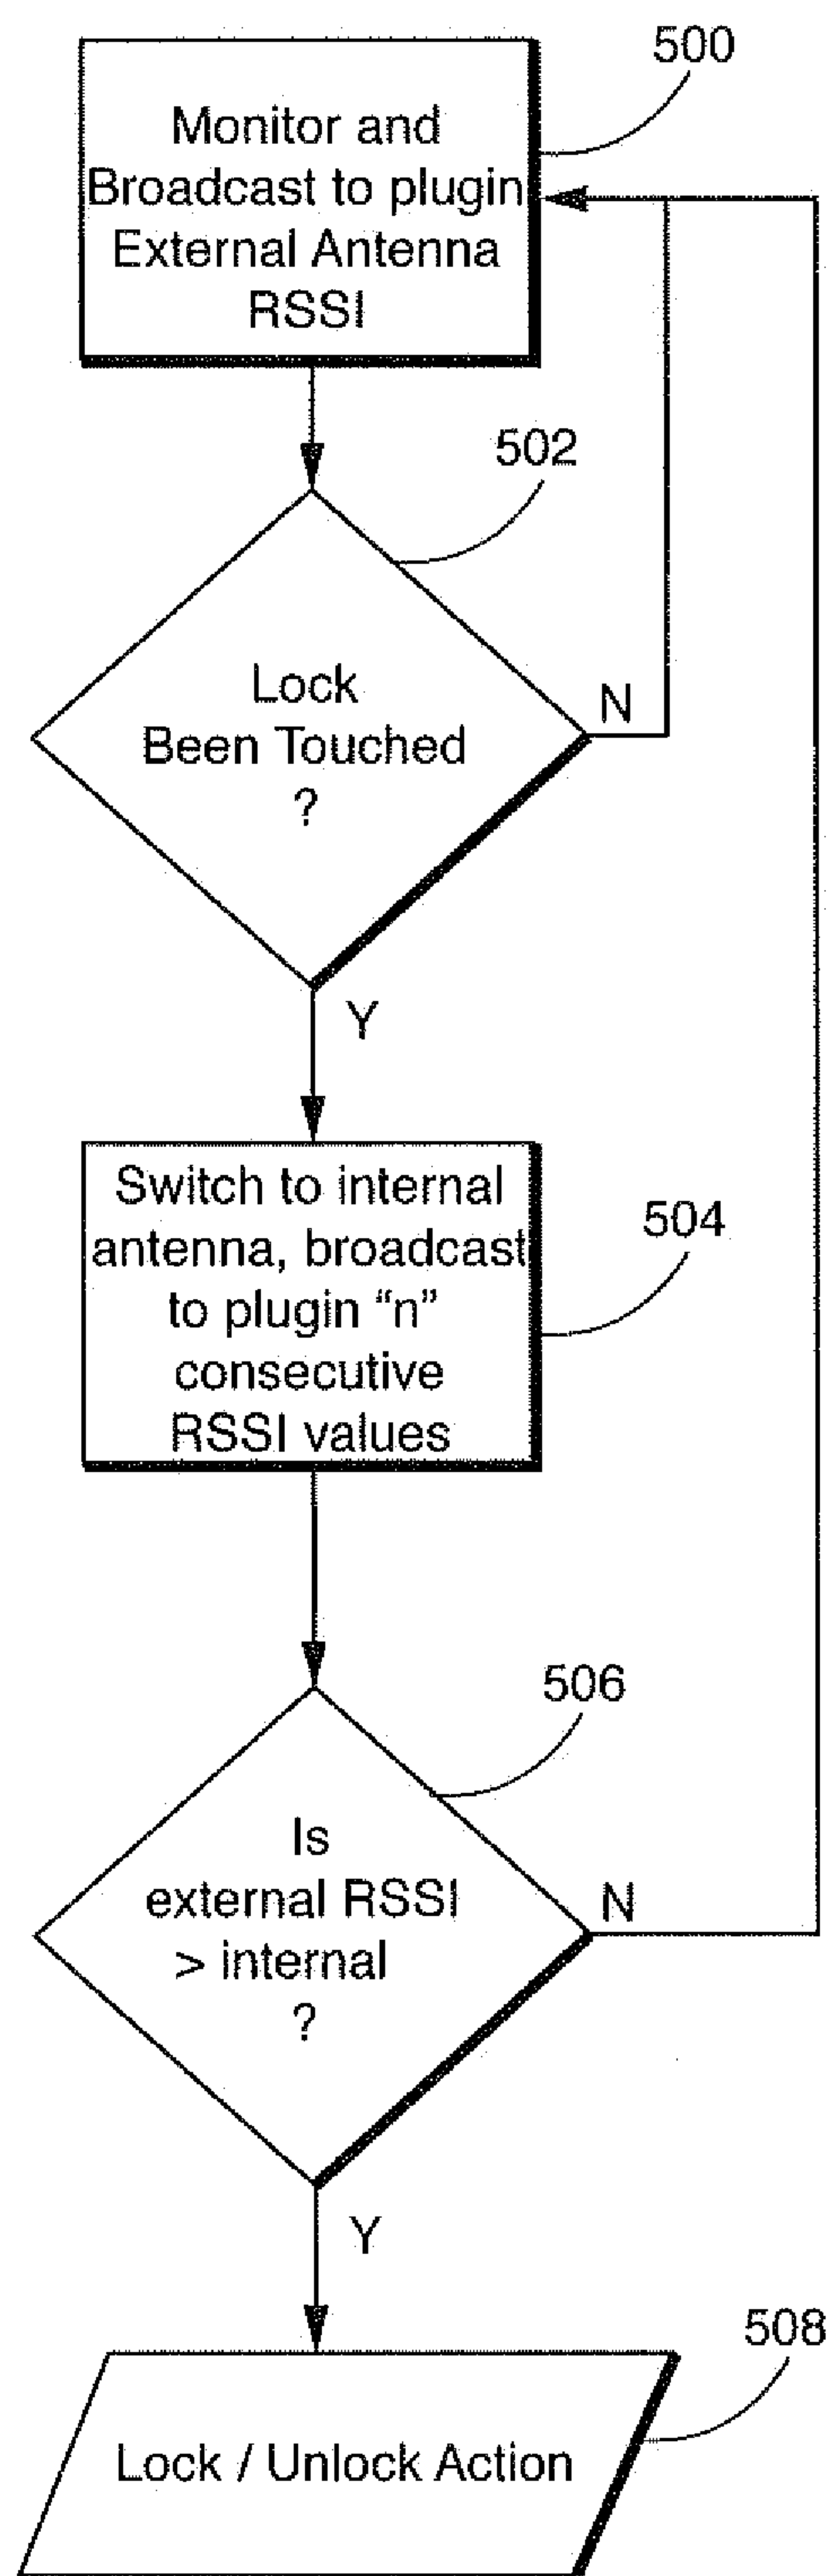 500
Monitor and
Broadcast to plugin
External Antenna
RSSI
502
Lock
Been Touched
?
N
Y
Switch to internal
antenna, broadcast
to plugin “n”
consecutive
RSSI values
504
506
Is
external RSSI
> internal
?
N
Y
508
Lock / Unlock Action